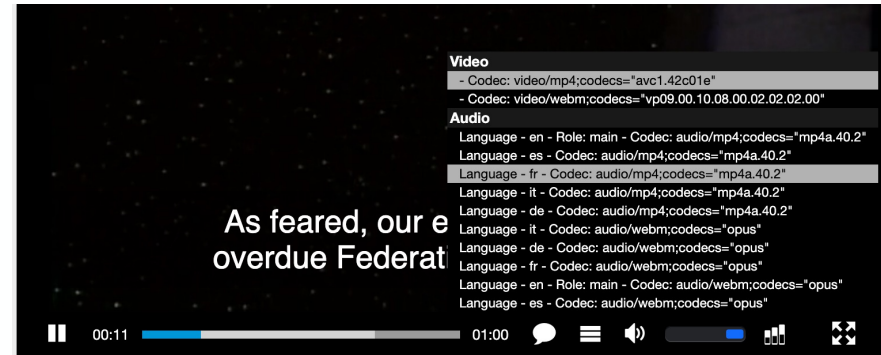 Video
- Codec: video/mp4;codecs="avc1.42c01e"
- Codec: video/webm;codecs="vp09.00.10.08.00.02.02.02.00"
Audio
Language - en - Role: main - Codec: audio/mp4;codecs="mp4a.40.2"
Language - es - Codec: audio/mp4;codecs="mp4a.40.2"
Language - fr - Codec: audio/mp4;codecs="mp4a.40.2"
Language - it - Codec: audio/mp4;codecs="mp4a.40.2"
Language - de - Codec: audio/mp4;codecs="mp4a.40.2"
Language - it - Codec: audio/webm;codecs="opus"
Language - de - Codec: audio/webm;codecs="opus"
Language - fr - Codec: audio/webm;codecs="opus"
Language - en - Role: main - Codec: audio/webm;codecs="opus"
Language - es - Codec: audio/webm;codecs="opus"
As feared, our e
overdue Federati
00:11 01:00